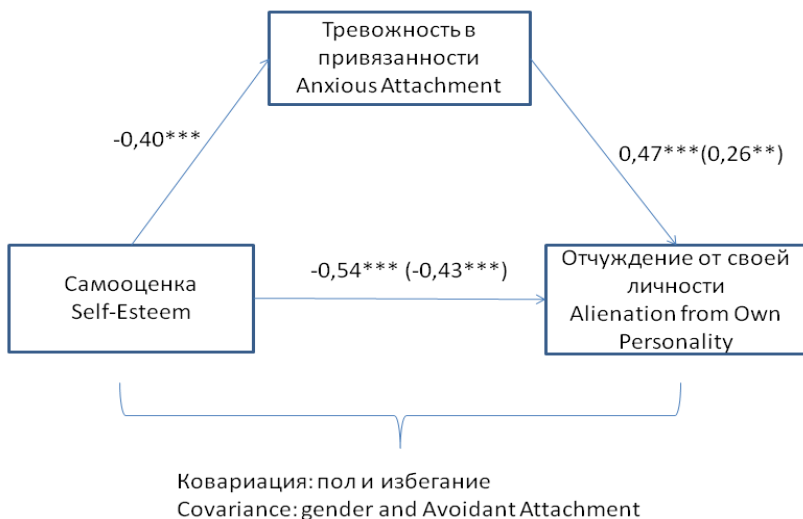 Тревожность в
привязанности
Anxious Attachment
-0,40***
0,47***(0,26**)
Самооценка
Self-Esteem
-0,54*** (-0,43***)
Отчуждение от своей
личности
Alienation from Own
Personality
Ковариация: пол и избегание
Covariance: gender and Avoidant Attachment